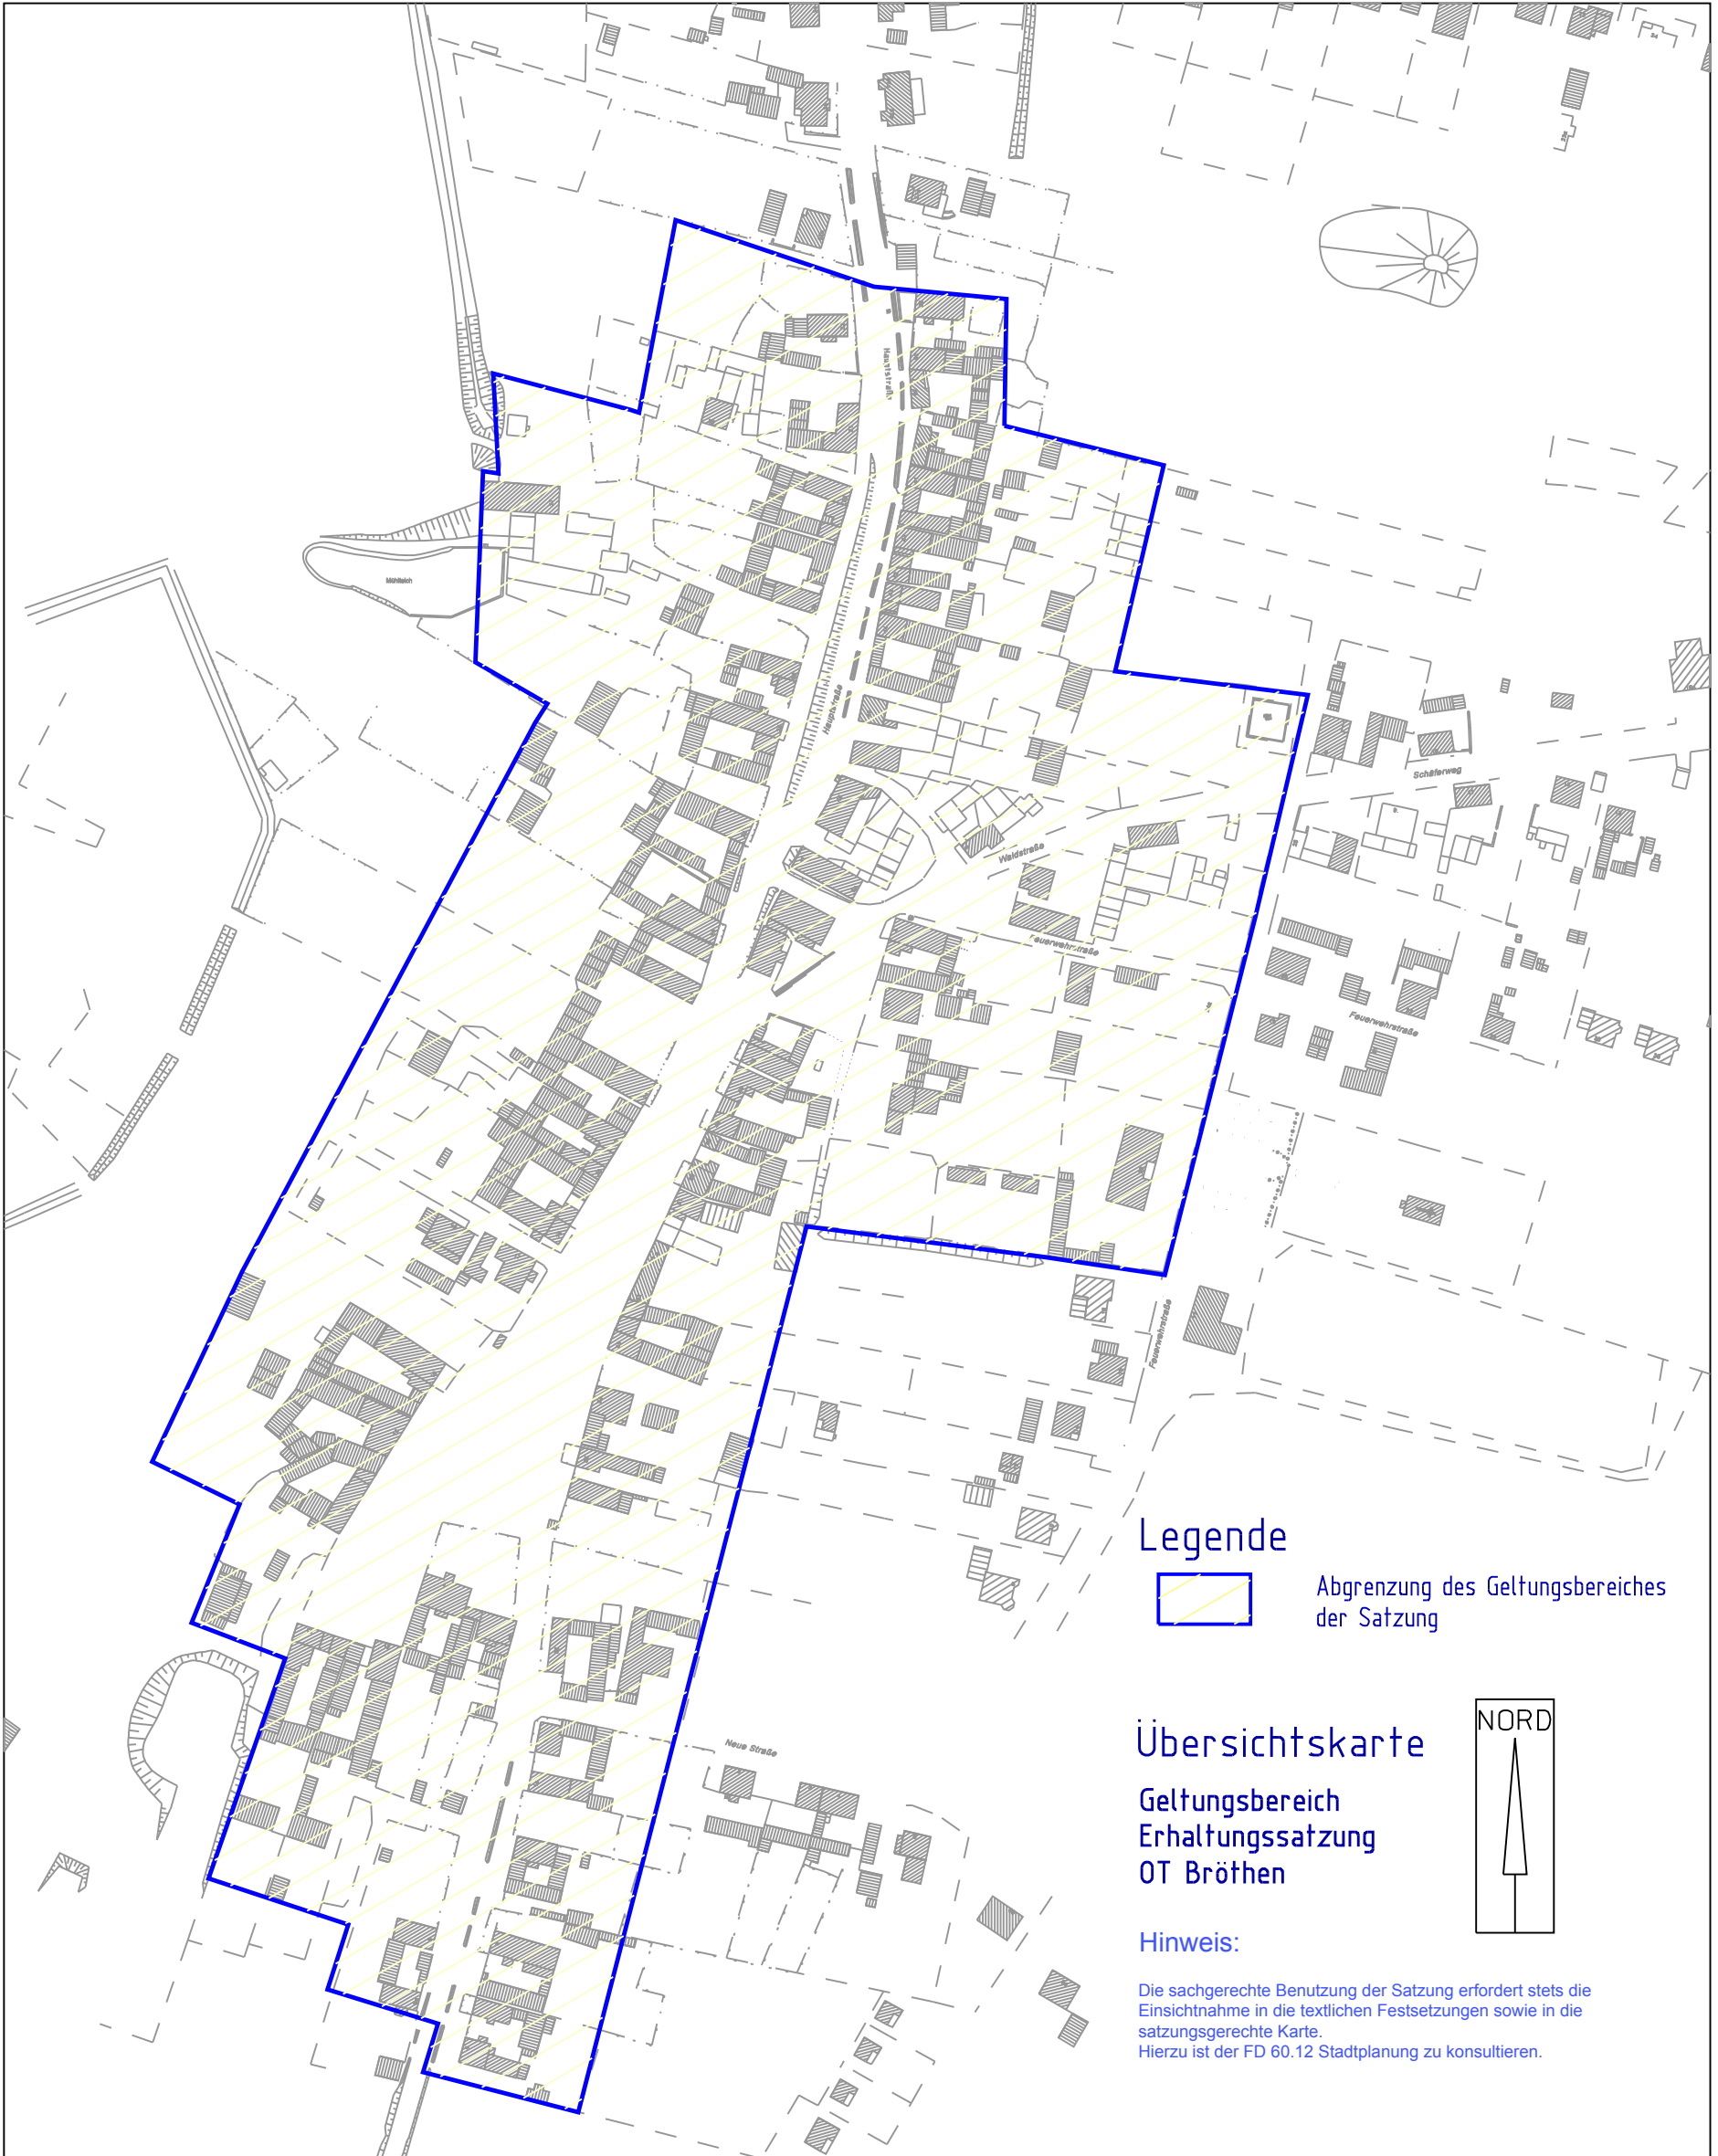 Hauptstraße
Mühlteich
Hauptstraße
Schäferweg
Waldstraße
Feuerwehrstraße
Feuerwehrstraße
Feuerwehrstraße
Neue Straße
Legende
Abgrenzung des Geltungsbereiches
der Satzung
Übersichtskarte
NORD
Geltungsbereich
Erhaltungssatzung
OT Bröthen
Hinweis:
Die sachgerechte Benutzung der Satzung erfordert stets die
Einsichtnahme in die textlichen Festsetzungen sowie in die
satzungsgerechte Karte.
Hierzu ist der FD 60.12 Stadtplanung zu konsultieren.